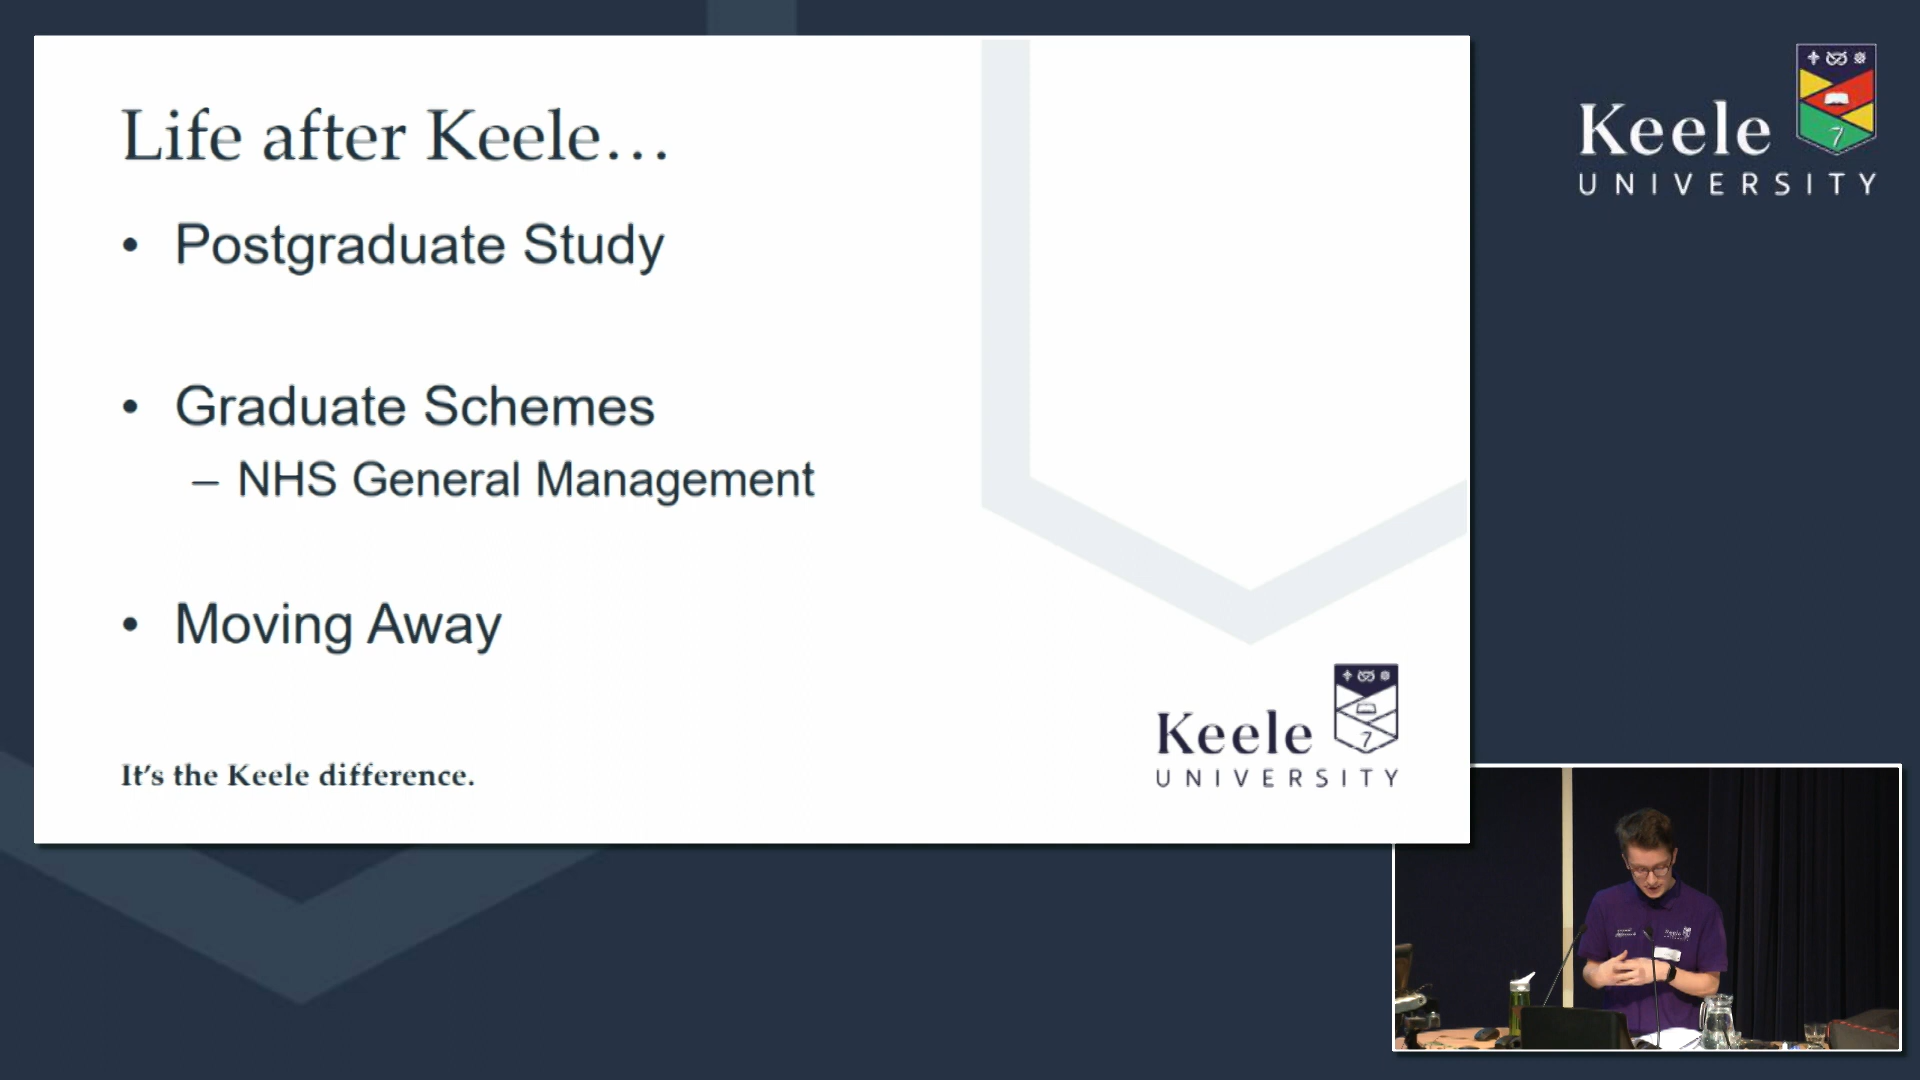 Life after Keele…
• Postgraduate Study
• Graduate Schemes
– NHS General Management
• Moving Away
It’s the Keele difference.
Keele
UNIVERSITY
Keele
UNIVERSITY
Keele